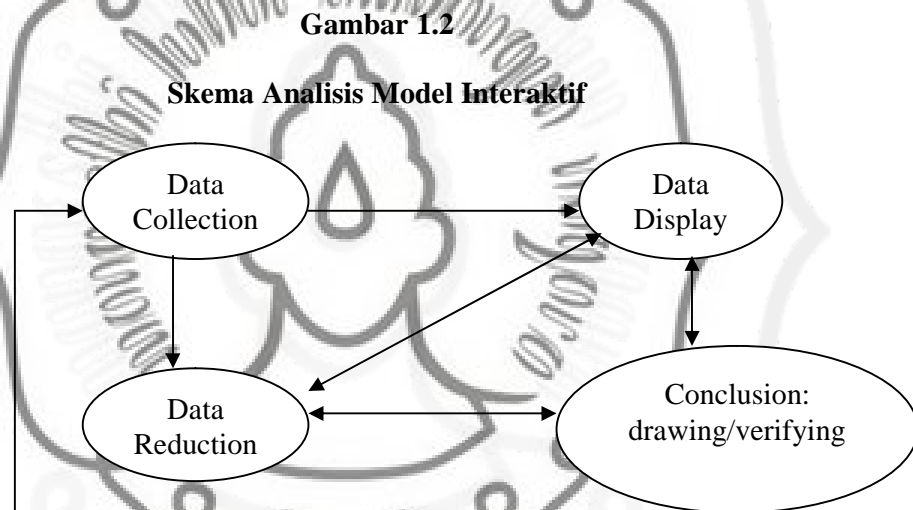 Gambar 1.2
Skema Analisis Model Interaktif
Data
Collection
Data
Display
Data
Reduction
Conclusion:
drawing/verifying